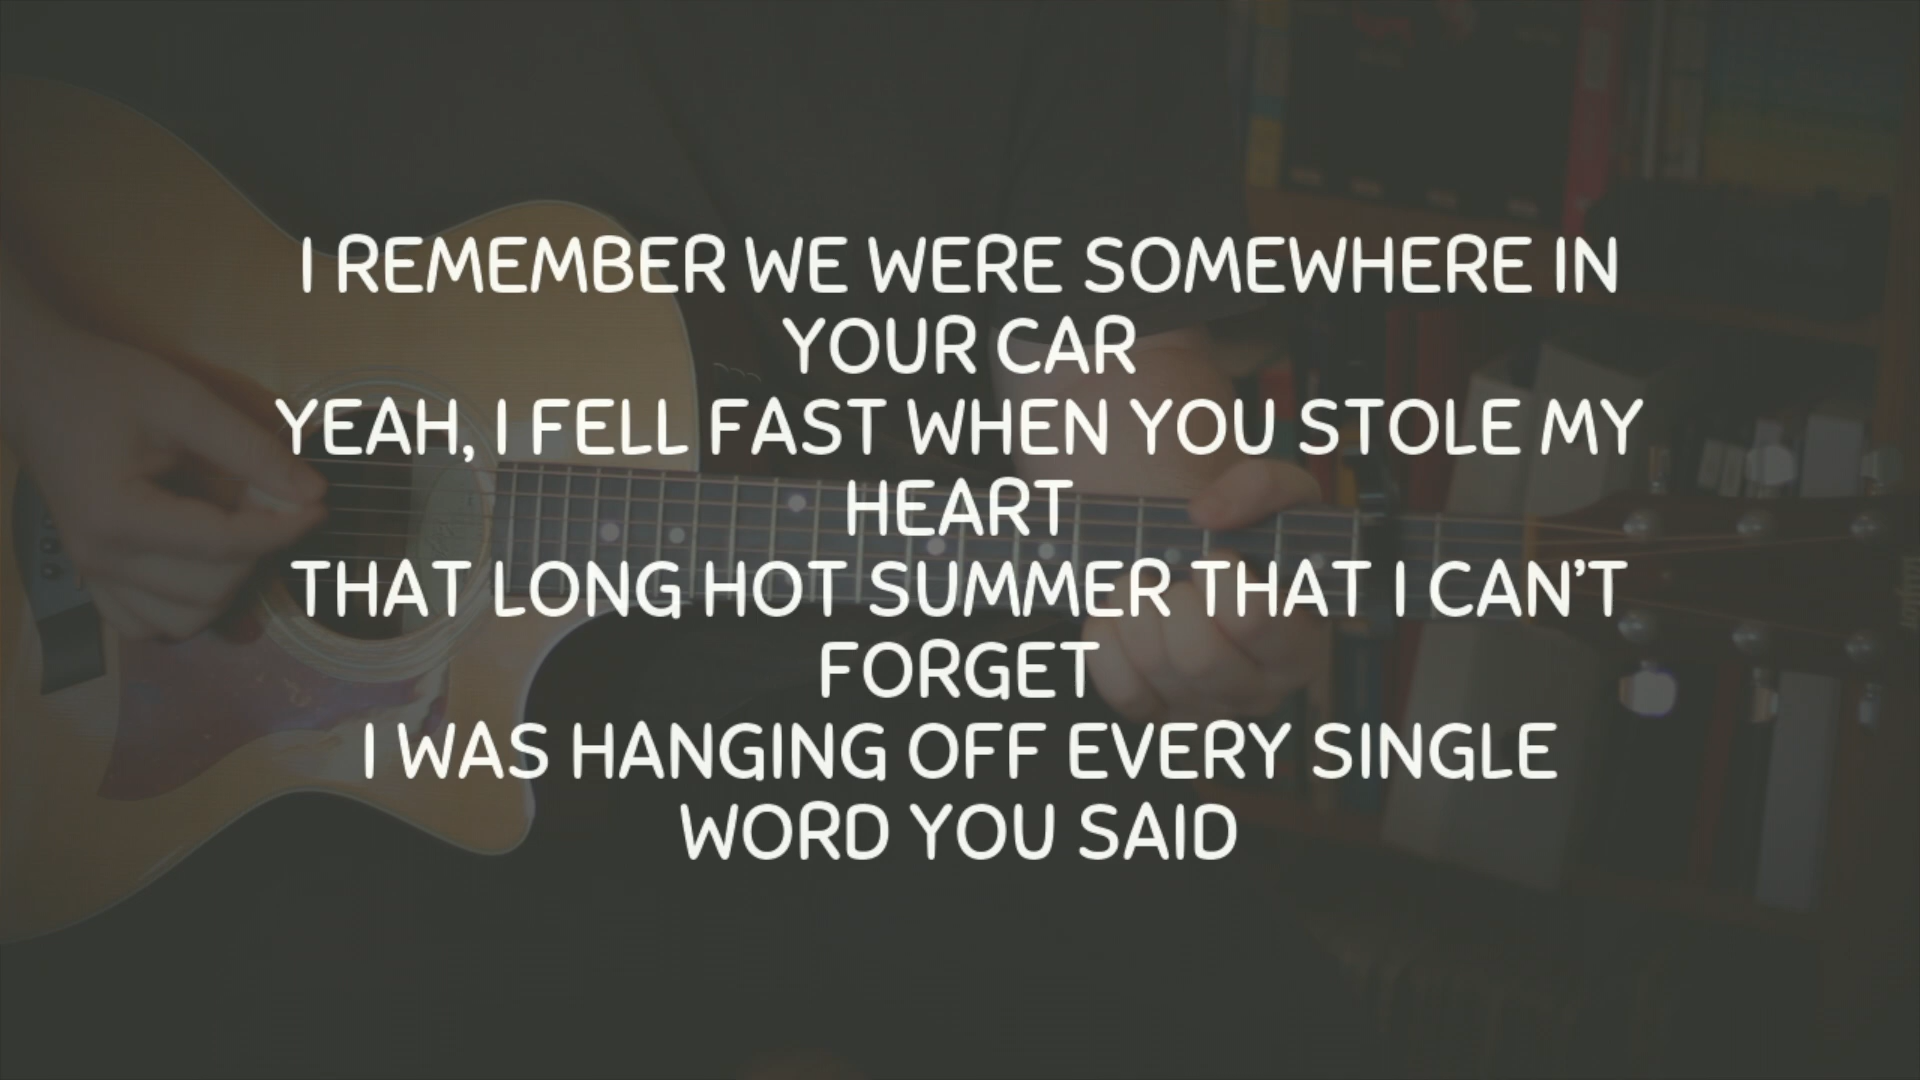 I REMEMBER WE WERE SOMEWHERE IN
YOUR CAR
YEAH, I FELL FAST WHEN YOU STOLE MY
HEART
THAT LONG HOT SUMMER THAT I CAN'T
FORGET
I WAS HANGING OFF EVERY SINGLE
WORD YOU SAID